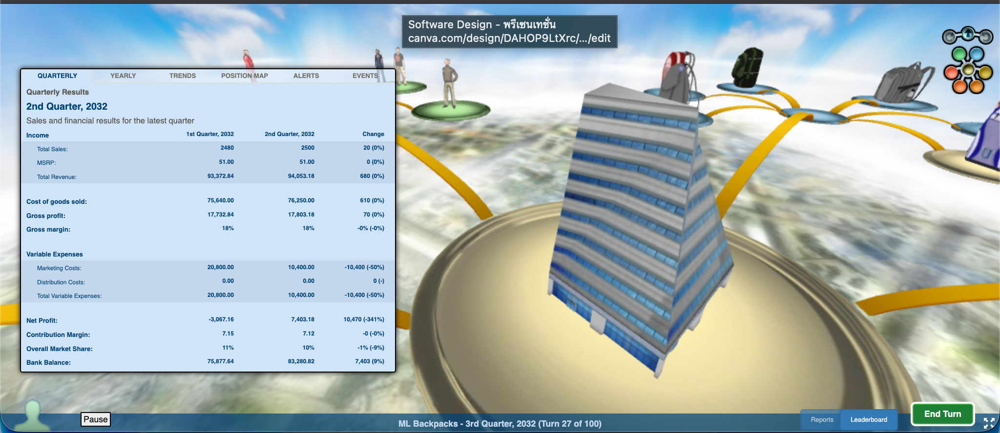 Software Design - พรีเซนเทชั่น
canva.com/design/DAHOP9LtXrc/.../edit
QUARTERLY YEARLY TRENDS POSITION MAP ALERTS EVENTS
Quarterly Results
2nd Quarter, 2032
Sales and financial results for the latest quarter
Income 1st Quarter, 2032 2nd Quarter, 2032 Change
Total Sales: 2480 2500 20 (0%)
MSRP: 51.00 51.00 0 (0%)
Total Revenue: 93,372.84 94,053.18 680 (0%)
Cost of goods sold: 75,640.00 76,250.00 610 (0%)
Gross profit: 17,732.84 17,803.18 70 (0%)
Gross margin: 18% 18% -0% (-0%)
Variable Expenses
Marketing Costs: 20,800.00 10,400.00 -10,400 (-50%)
Distribution Costs: 0.00 0.00 0 (-)
Total Variable Expenses: 20,800.00 10,400.00 -10,400 (-50%)
Net Profit: -3,067.16 7,403.18 10,470 (-341%)
Contribution Margin: 7.15 7.12 -0 (-0%)
Overall Market Share: 11% 10% -1% (-9%)
Bank Balance: 75,877.64 83,280.82 7,403 (9%)
U
Pause
ML Backpacks - 3rd Quarter, 2032 (Turn 27 of 100)
Reports Leaderboard
End Turn